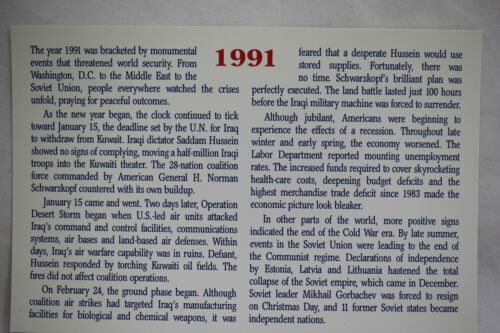 1991
The year 1991 was bracketed by monumental
events that threatened world security. From
Washington, D.C. to the Middle East to the
Soviet Union, people everywhere watched the crises
unfold, praying for peaceful outcomes.
As the new year began, the clock continued to tick
toward January 15, the deadline set by the U.N. for Iraq
to withdraw from Kuwait. Iraqi dictator Saddam Hussein
showed no signs of complying, moving a half-million Iraqi
troops into the Kuwaiti theater. The 28-nation coalition
force commanded by American General H. Norman
Schwarzkopf countered with its own buildup.
January 15 came and went. Two days later, Operation
Desert Storm began when U.S.-led air units attacked
Iraq's command and control facilities, communications
systems, air bases and land-based air defenses. Within
days, Iraq's air warfare capability was in ruins. Defiant,
Hussein responded by torching Kuwaiti oil fields. The
fires did not affect coalition operations.
On February 24, the ground phase began. Although
coalition air strikes had targeted Iraq's manufacturing
facilities for biological and chemical weapons, it was
feared that a desperate Hussein would use
stored supplies. Fortunately, there was
no time. Schwarzkopf's brilliant plan was
perfectly executed. The land battle lasted just 100 hours
before the Iraqi military machine was forced to surrender.
Although jubilant, Americans were beginning to
experience the effects of a recession. Throughout late
winter and early spring, the economy worsened. The
Labor Department reported mounting unemployment
rates. The increased funds required to cover skyrocketing
health-care costs, deepening budget deficits and the
highest merchandise trade deficit since 1983 made the
economic picture look bleaker.
In other parts of the world, more positive signs
indicated the end of the Cold War era. By late summer,
events in the Soviet Union were leading to the end of
the Communist regime. Declarations of independence
by Estonia, Latvia and Lithuania hastened the total
collapse of the Soviet empire, which came in December.
Soviet leader Mikhail Gorbachev was forced to resign
on Christmas Day, and 11 former Soviet states became
independent nations.